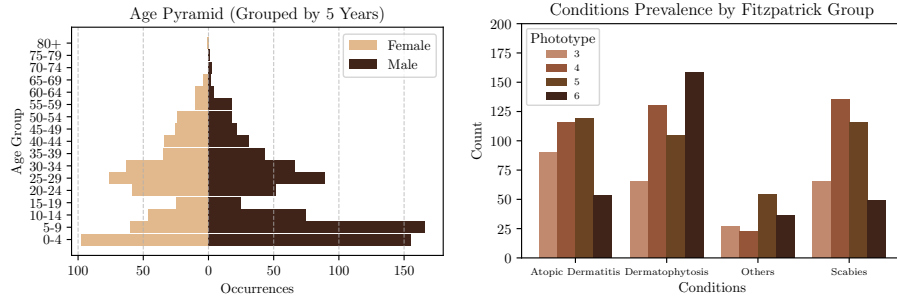 Age Pyramid (Grouped by 5 Years)
Age Group
80+
75-79
70-74
65-69
60-64
55-59
50-54
45-49
40-44
35-39
30-34
25-29
20-24
15-19
10-14
5-9
0-4
100 50 0 50 100 150
Occurrences
Female
Male
Conditions Prevalence by Fitzpatrick Group
Count
200
175
150
125
100
75
50
25
0
Phototype
3
4
5
6
Atopic Dermatitis Dermatophytosis Others Scabies
Conditions